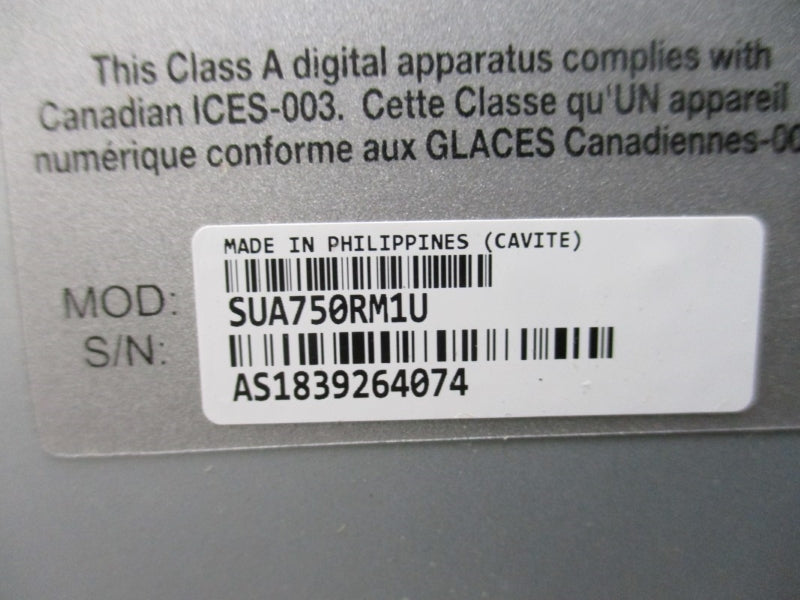 This Class A digital apparatus complies with
Canadian ICES-003. Cette Classe qu'UN appareil
numérique conforme aux GLACES Canadiennes-00
MADE IN PHILIPPINES (CAVITE)
MOD: SUA750RM1U
S/N: AS1839264074